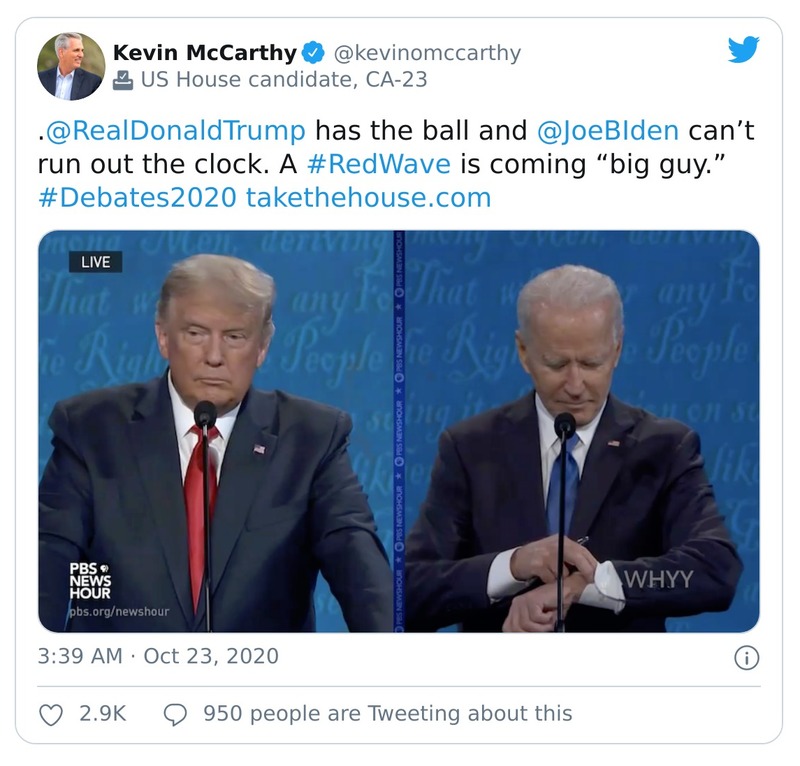 Kevin McCarthy @kevinomccarthy
US House candidate, CA-23
.@RealDonaldTrump has the ball and @JoeBIden can’t
run out the clock. A #RedWave is coming “big guy.”
#Debates2020 takethehouse.com
LIVE
PBS NEWSHOUR
PBS
NEWS
HOUR
pbs.org/newshour
WHYY
3:39 AM · Oct 23, 2020
2.9K
950 people are Tweeting about this